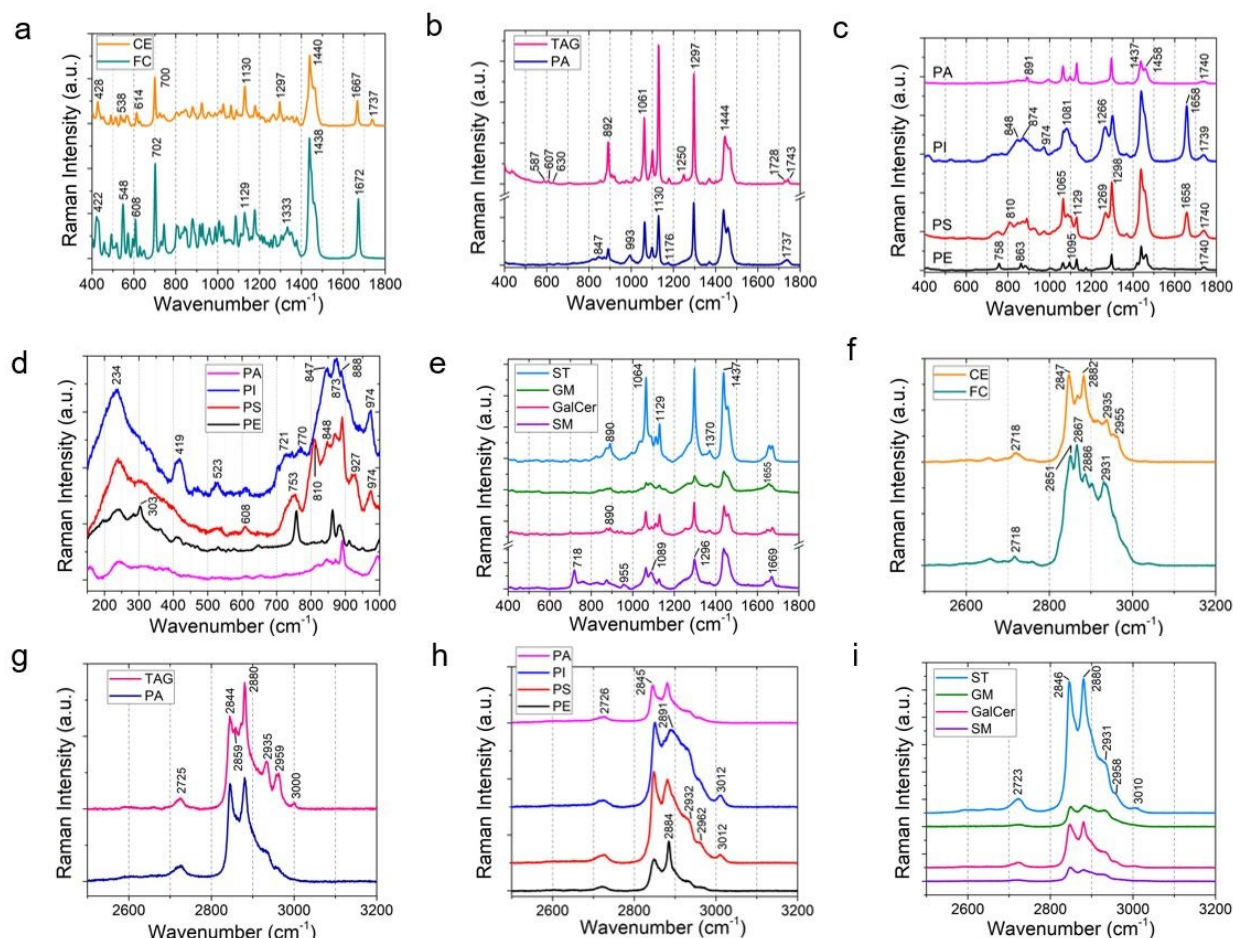 a
CE
FC
428
538
614
700
1130
1297
1440
1667
1737
422
548
608
702
1129
1333
1438
1672
Raman Intensity (a.u.)
400 600 800 1000 1200 1400 1600 1800
Wavenumber (cm-1)
b
TAG
PA
587
607
630
892
1061
1250
1297
1444
1728
1743
847
993
1130
1176
1737
Raman Intensity (a.u.)
400 600 800 1000 1200 1400 1600 1800
Wavenumber (cm-1)
c
PA
891
1437
1458
1740
PI
848
874
974
1081
1266
1658
1739
PS
810
1065
1129
1269
1298
1658
1740
PE
758
863
1095
1740
Raman Intensity (a.u.)
400 600 800 1000 1200 1400 1600 1800
Wavenumber (cm-1)
d
PA
PI
PS
PE
234
419
523
721
770
847
873
888
974
303
608
753
810
848
927
974
Raman Intensity (a.u.)
200 300 400 500 600 700 800 900 1000
Wavenumber (cm-1)
e
ST
GM
GalCer
SM
890
1064
1129
1370
1437
1655
890
718
955
1089
1296
1669
Raman Intensity (a.u.)
400 600 800 1000 1200 1400 1600 1800
Wavenumber (cm-1)
f
CE
FC
2718
2847
2882
2935
2955
2718
2851
2867
2886
2931
Raman Intensity (a.u.)
2600 2800 3000 3200
Wavenumber (cm-1)
g
TAG
PA
2725
2844
2859
2880
2935
2959
3000
Raman Intensity (a.u.)
2600 2800 3000 3200
Wavenumber (cm-1)
h
PA
PI
PS
PE
2726
2845
2891
3012
2932
2962
3012
2884
Raman Intensity (a.u.)
2600 2800 3000 3200
Wavenumber (cm-1)
i
ST
GM
GalCer
SM
2723
2846
2880
2931
2958
3010
Raman Intensity (a.u.)
2600 2800 3000 3200
Wavenumber (cm-1)